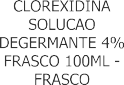 CLOREXIDINA
SOLUCAO
DEGERMANTE 4%
FRASCO 100ML -
FRASCO